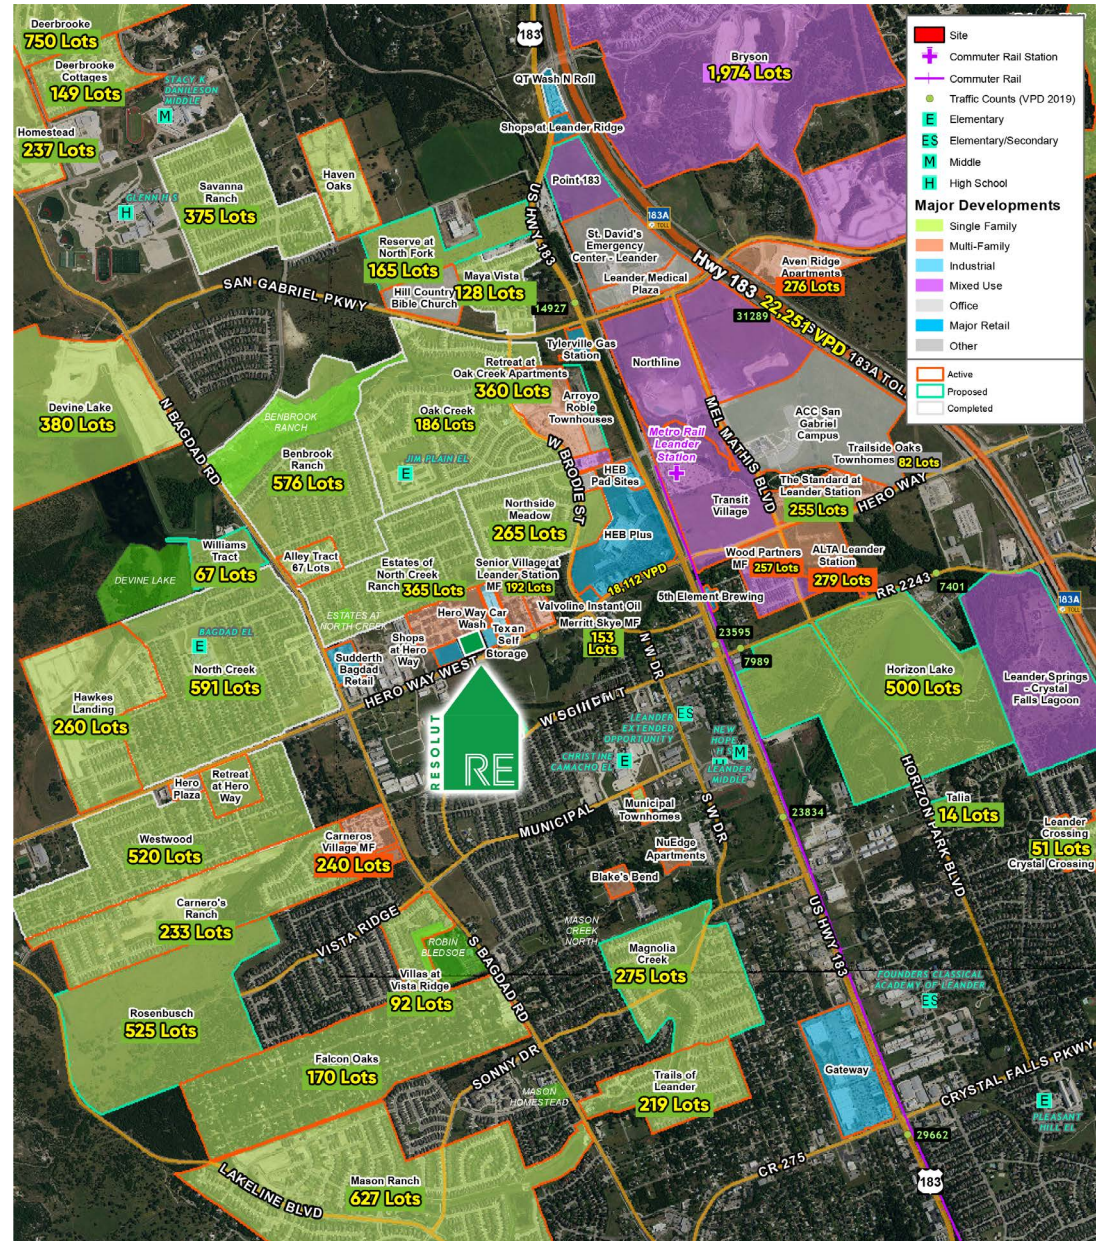 Deerbrooke
750 Lots
Deerbrooke
Cottages
149 Lots
STACY K
DANILESON
MIDDLE
M
Homestead
237 Lots
GLENN H S
H
Savanna
Ranch
375 Lots
Haven
Oaks
183
QT Wash N Roll
Shops at Leander Ridge
Point 183
Bryson
1,974 Lots
Site
Commuter Rail Station
Commuter Rail
Traffic Counts (VPD 2019)
E
Elementary
ES
Elementary/Secondary
M
Middle
H
High School
Major Developments
Single Family
Multi-Family
Industrial
Mixed Use
Office
Major Retail
Other
Active
Proposed
Completed
US HWY 183
183A
TOLL
St. David's
Emergency
Center - Leander
Leander Medical
Plaza
Hwy 183
22,251 VPD
183A TOLL
Aven Ridge
Apartments
276 Lots
Reserve at
North Fork
165 Lots
Maya Vista
128 Lots
Hill Country
Bible Church
SAN GABRIEL PKWY
14927
31289
Tylerville Gas
Station
Northline
Retreat at
Oak Creek Apartments
360 Lots
Arroyo
Roble
Townhouses
Oak Creek
186 Lots
Devine Lake
380 Lots
N BAGDAD RD
BENBROOK
RANCH
Benbrook
Ranch
576 Lots
JIM PLAIN EL
E
W BRODIE ST
Metro Rail
Leander
Station
MEL MATHIS BLVD
ACC San
Gabriel
Campus
Trailside Oaks
Townhomes 82 Lots
The Standard at
Leander Station
255 Lots
HERO WAY
HEB
Pad Sites
Transit
Village
HEB Plus
Northside
Meadow
265 Lots
Williams
Tract
67 Lots
DEVINE LAKE
Alley Tract
67 Lots
Estates of
North Creek
Ranch 365 Lots
Senior Village at
Leander Station
MF 192 Lots
18,112 VPD
Wood Partners
MF 257 Lots
ALTA Leander
Station
279 Lots
RR 2243
7401
183A
TOLL
ESTATES AT
NORTH CREEK
Hero Way Car
Wash
Valvoline Instant Oil
Merritt Skye MF
153
Lots
5th Element Brewing
Texan
Self
Storage
Shops
at Hero
Way
Sudderth
Bagdad
Retail
HERO WAY WEST
BAGDAD EL
E
North Creek
591 Lots
Hawkes
Landing
260 Lots
RESOLUT
RE
N W DR
23595
7989
Horizon Lake
500 Lots
Leander Springs
- Crystal
Falls Lagoon
LEANDER
EXTENDED
OPPORTUNITY
ES
CHRISTINE
CAMACHO EL
E
NEW
HOPE
H S
M
LEANDER
MIDDLE
Hero
Plaza
Retreat
at Hero
Way
MUNICIPAL
Municipal
Townhomes
S W DR
23834
HORIZON PARK BLVD
Talia
14 Lots
Leander
Crossing
51 Lots
Crystal Crossing
Westwood
520 Lots
Carneros
Village MF
240 Lots
NuEdge
Apartments
Blake's Bend
Carnero's
Ranch
233 Lots
VISTA RIDGE
ROBIN
BLEDSOE
S BAGDAD RD
MASON
CREEK
NORTH
Magnolia
Creek
275 Lots
US HWY 183
FOUNDERS CLASSICAL
ACADEMY OF LEANDER
ES
Villas at
Vista Ridge
92 Lots
Rosenbusch
525 Lots
Falcon Oaks
170 Lots
SONNY DR
MASON
HOMESTEAD
Trails of
Leander
219 Lots
Gateway
CRYSTAL FALLS PKWY
E
PLEASANT
HILL EL
29662
CR 275
183
Mason Ranch
627 Lots
LAKELINE BLVD